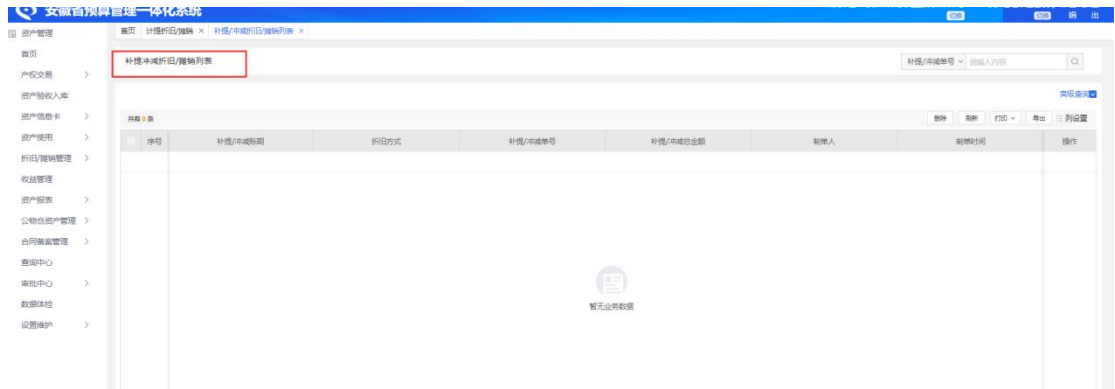 安徽省预算管理一体化系统
切换 切换 出
资产管理 首页 计提折旧/摊销 × 补提/冲减折旧/摊销列表 ×
首页
产权交易
资产验收入库
资产信息卡
资产使用
折旧/摊销管理
收益管理
资产报表
公物仓资产管理
合同备案管理
查询中心
审批中心
数据体检
设置维护
补提冲减折旧/摊销列表 补提/冲减单号 请输入内容
高级查询
共有 0 条 删除 刷新 打印 导出 列设置
序号 补提/冲减账期 折旧方式 补提/冲减单号 补提/冲减总金额 制单人 制单时间 操作
暂无业务数据